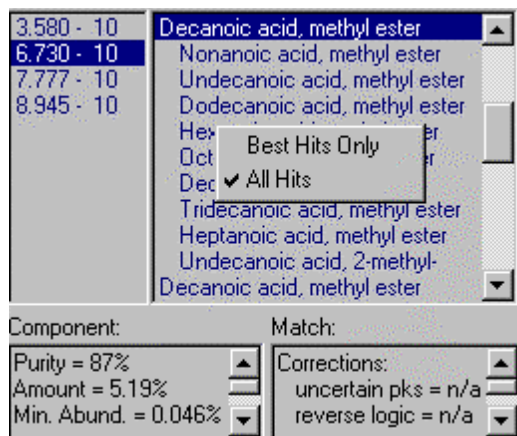 3.580 - 10
6.730 - 10
7.777 - 10
8.945 - 10
Decanoic acid, methyl ester
Nonanoic acid, methyl ester
Undecanoic acid, methyl ester
Dodecanoic acid, methyl ester
Tridecanoic acid, methyl ester
Heptanoic acid, methyl ester
Undecanoic acid, 2-methyl-
Decanoic acid, methyl ester
Best Hits Only
All Hits
Component:
Purity = 87%
Amount = 5.19%
Min. Abund. = 0.046%
Match:
Corrections:
uncertain pks = n/a
reverse logic = n/a